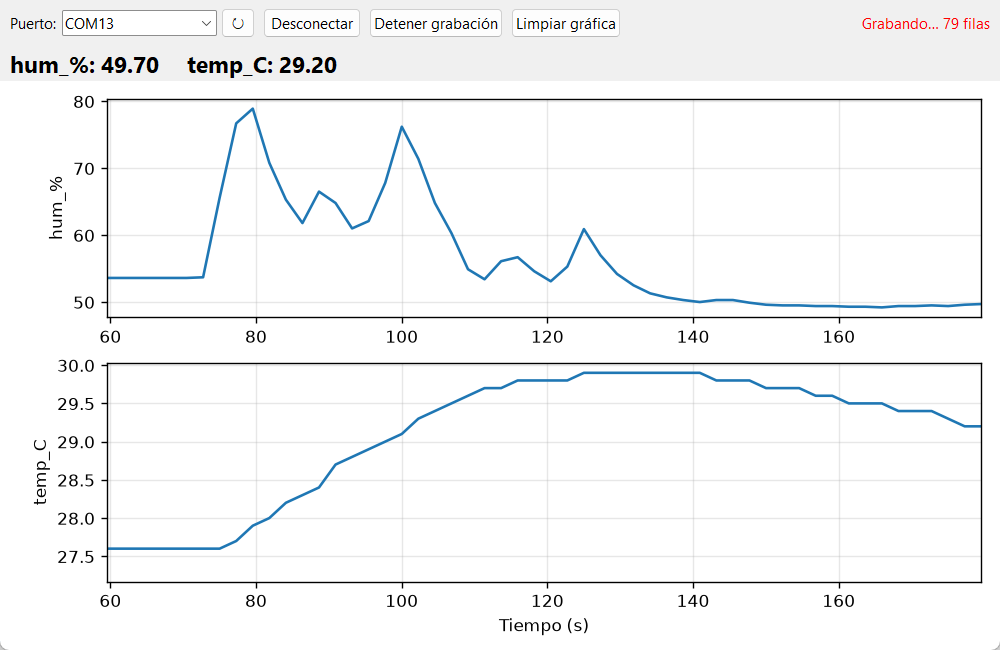 Puerto: COM13 Desconectar Detener grabación Limpiar gráfica Grabando... 79 filas
hum_%: 49.70 temp_C: 29.20
80
70
60
50
hum_%
60 80 100 120 140 160
30.0
29.5
29.0
28.5
28.0
27.5
temp_C
60 80 100 120 140 160
Tiempo (s)